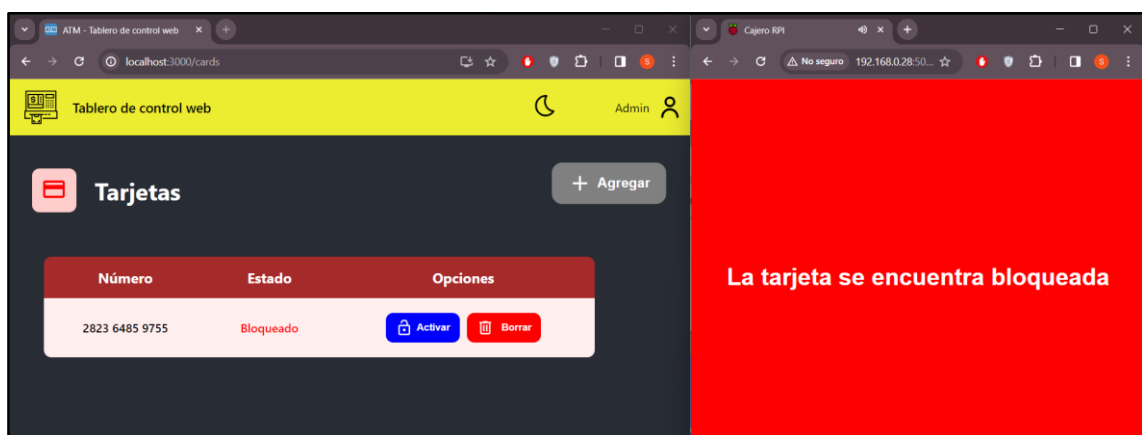 ATM - Tablero de control web
localhost:3000/cards
Tablero de control web
Admin
Tarjetas
Agregar
Número Estado Opciones
2823 6485 9755 Bloqueado Activar Borrar
Cajero RPI
No seguro 192.168.0.28:50...
La tarjeta se encuentra bloqueada